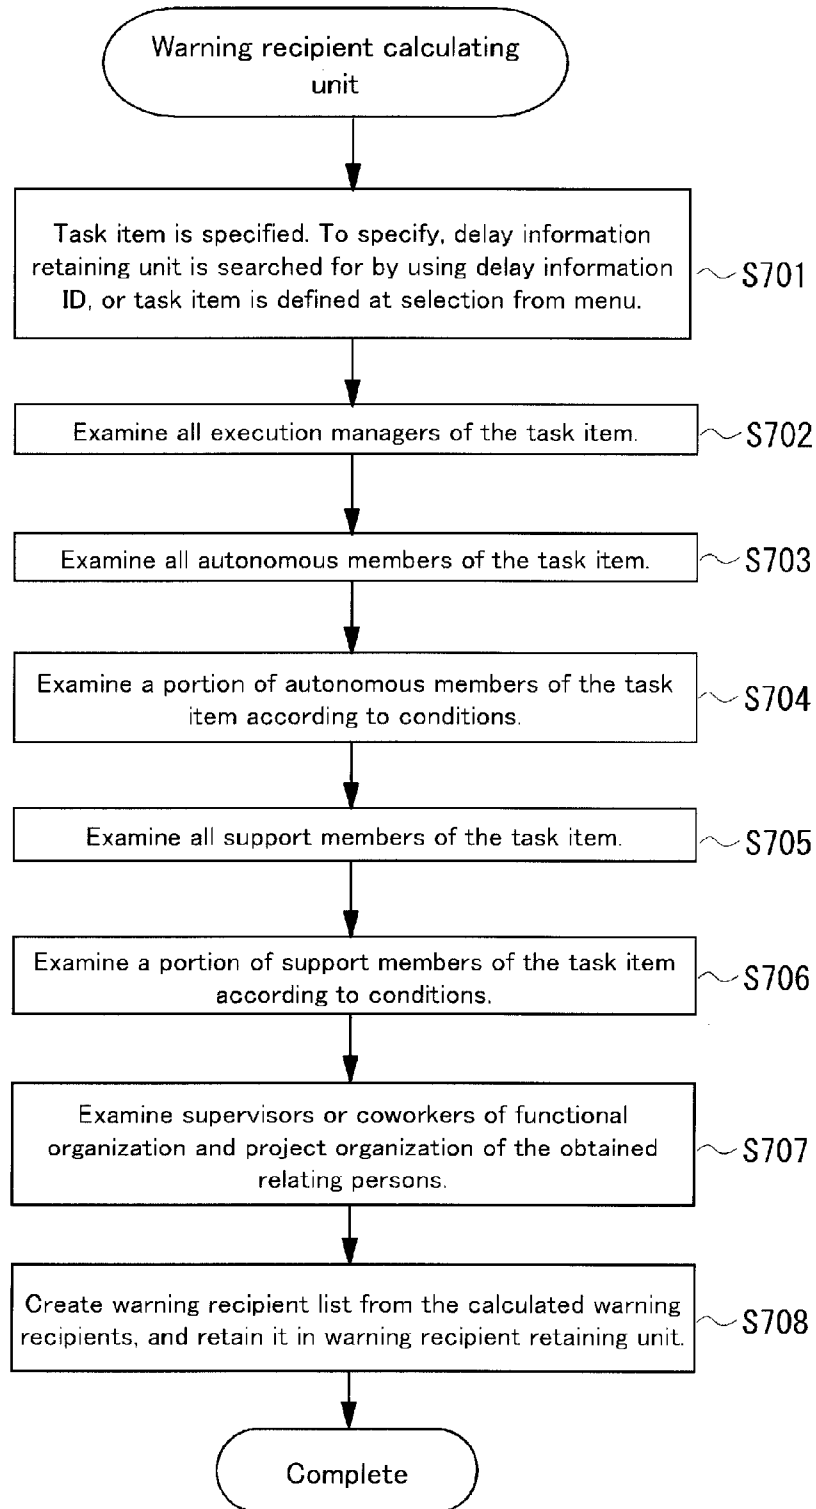 Warning recipient calculating
unit
Task item is specified. To specify, delay information
retaining unit is searched for by using delay information
ID, or task item is defined at selection from menu.
S701
Examine all execution managers of the task item.
S702
Examine all autonomous members of the task item.
S703
Examine a portion of autonomous members of the task
item according to conditions.
S704
Examine all support members of the task item.
S705
Examine a portion of support members of the task item
according to conditions.
S706
Examine supervisors or coworkers of functional
organization and project organization of the obtained
relating persons.
S707
Create warning recipient list from the calculated warning
recipients, and retain it in warning recipient retaining unit.
S708
Complete